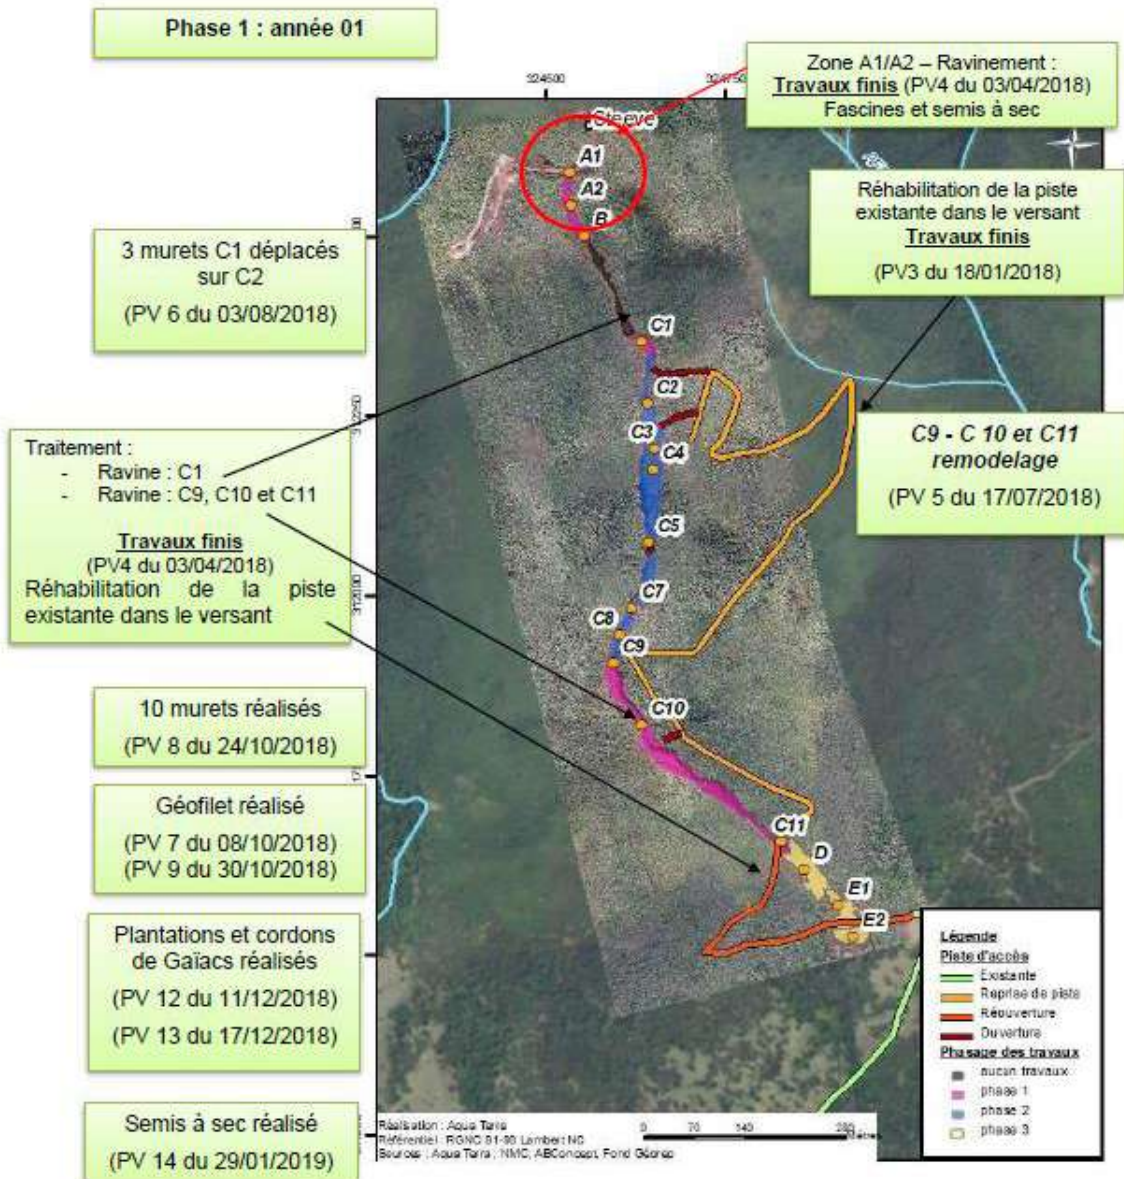 Phase 1 : année 01
Zone A1/A2 – Ravinement :
Travaux finis (PV4 du 03/04/2018)
Fascines et semis à sec
324500
Steeve
A1
A2
B
Réhabilitation de la piste
existante dans le versant
Travaux finis
(PV3 du 18/01/2018)
3 murets C1 déplacés
sur C2
(PV 6 du 03/08/2018)
C1
C2
C3
C4
C5
C7
C8
C9
C10
C11
D
E1
E2
C9 - C 10 et C11
remodelage
(PV 5 du 17/07/2018)
Traitement :
- Ravine : C1
- Ravine : C9, C10 et C11
Travaux finis
(PV4 du 03/04/2018)
Réhabilitation de la piste
existante dans le versant
10 murets réalisés
(PV 8 du 24/10/2018)
Géofilet réalisé
(PV 7 du 08/10/2018)
(PV 9 du 30/10/2018)
Plantations et cordons
de Gaïacs réalisés
(PV 12 du 11/12/2018)
(PV 13 du 17/12/2018)
Semis à sec réalisé
(PV 14 du 29/01/2019)
Légende
Piste d'accès
Existante
Reprise de piste
Réouverture
Ouverture
Phasage des travaux
aucun travaux
phase 1
phase 2
phase 3
Réalisation : Aqua Terra
Référentiel : RGNC 91-93 Lambert NC
Sources : Aqua Terra, NMC, ABConcept, Fond Géorep
0 70 140 280
Mètres